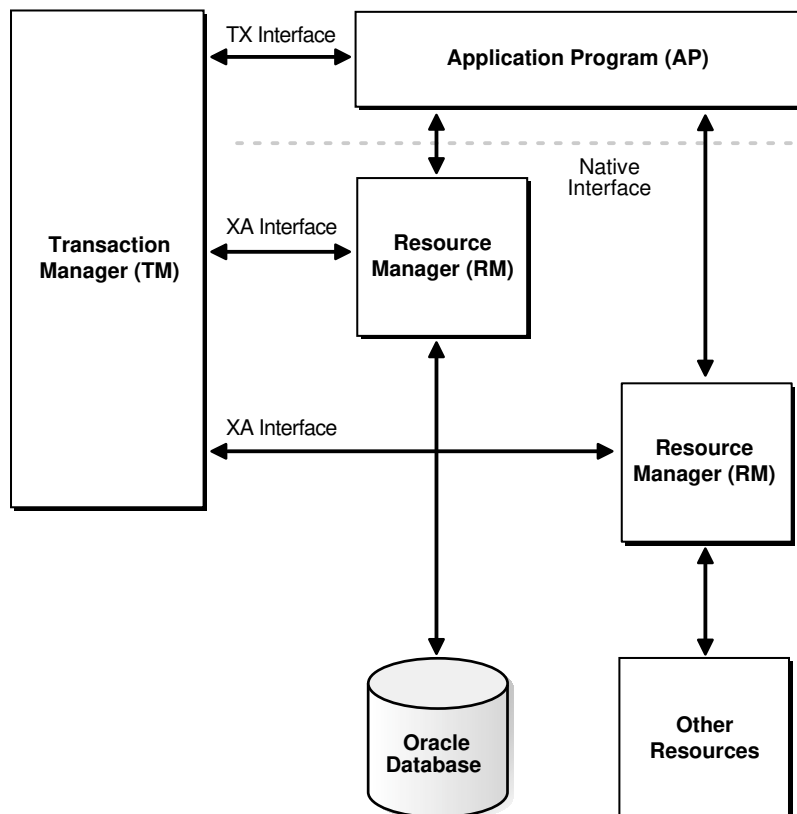 TX Interface
Application Program (AP)
Native
Interface
XA Interface
Transaction
Manager (TM)
Resource
Manager (RM)
XA Interface
Resource
Manager (RM)
Oracle
Database
Other
Resources